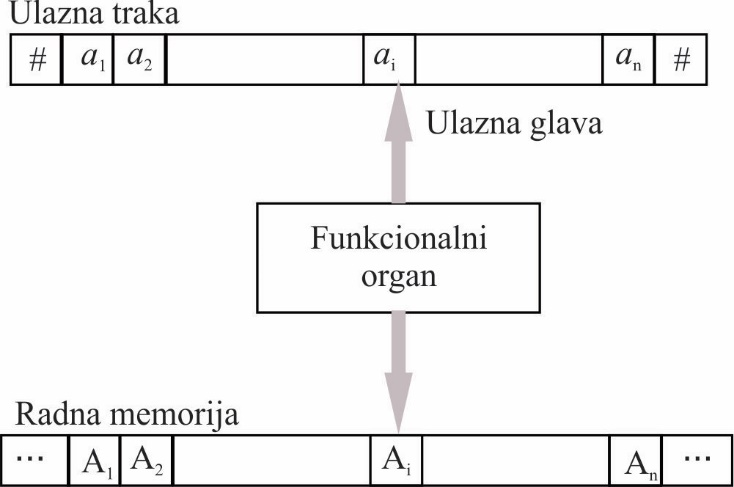 Ulazna traka
# a₁ a₂ aᵢ aₙ #
Ulazna glava
Funkcionalni
organ
Radna memorija
... A₁ A₂ Aᵢ Aₙ ...